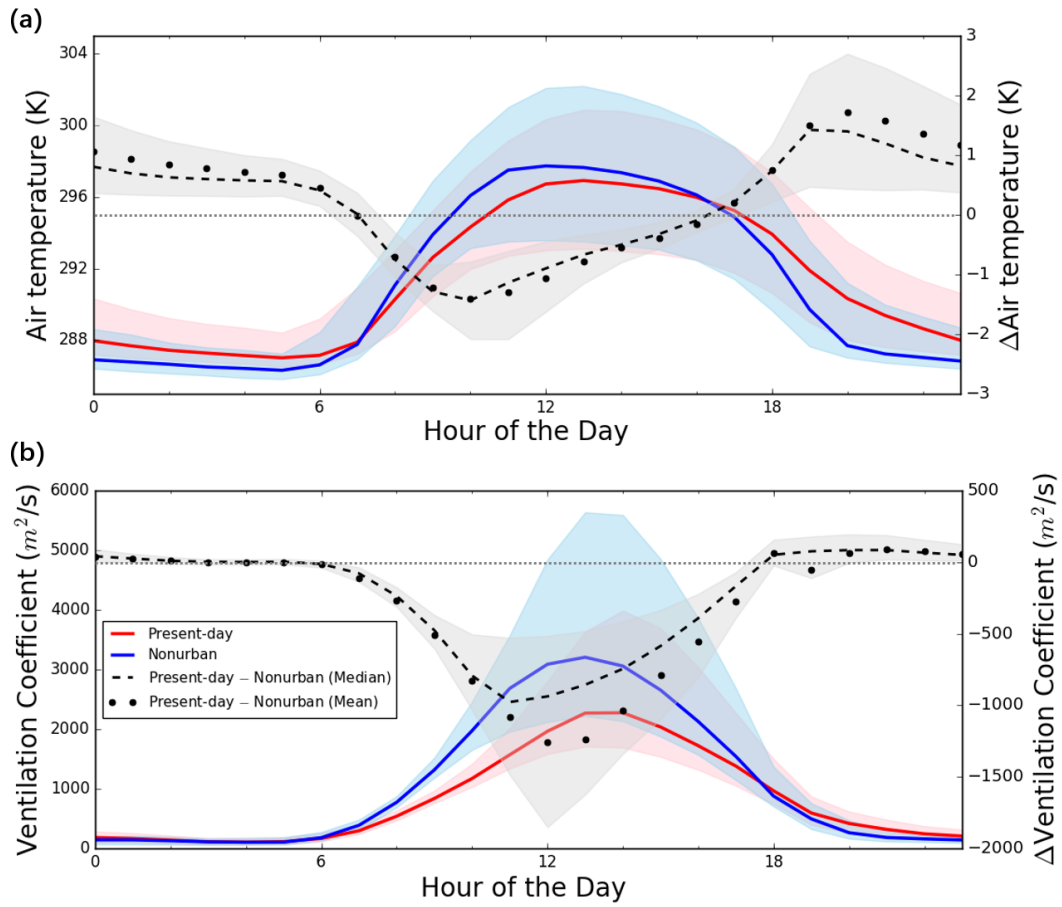 (a)
304
300
296
292
288
Air temperature (K)
3
2
1
0
−1
−2
−3
ΔAir temperature (K)
0
6
12
18
Hour of the Day
(b)
6000
5000
4000
3000
2000
1000
0
Ventilation Coefficient (m²/s)
Present-day
Nonurban
Present-day − Nonurban (Median)
Present-day − Nonurban (Mean)
500
0
−500
−1000
−1500
−2000
ΔVentilation Coefficient (m²/s)
0
6
12
18
Hour of the Day